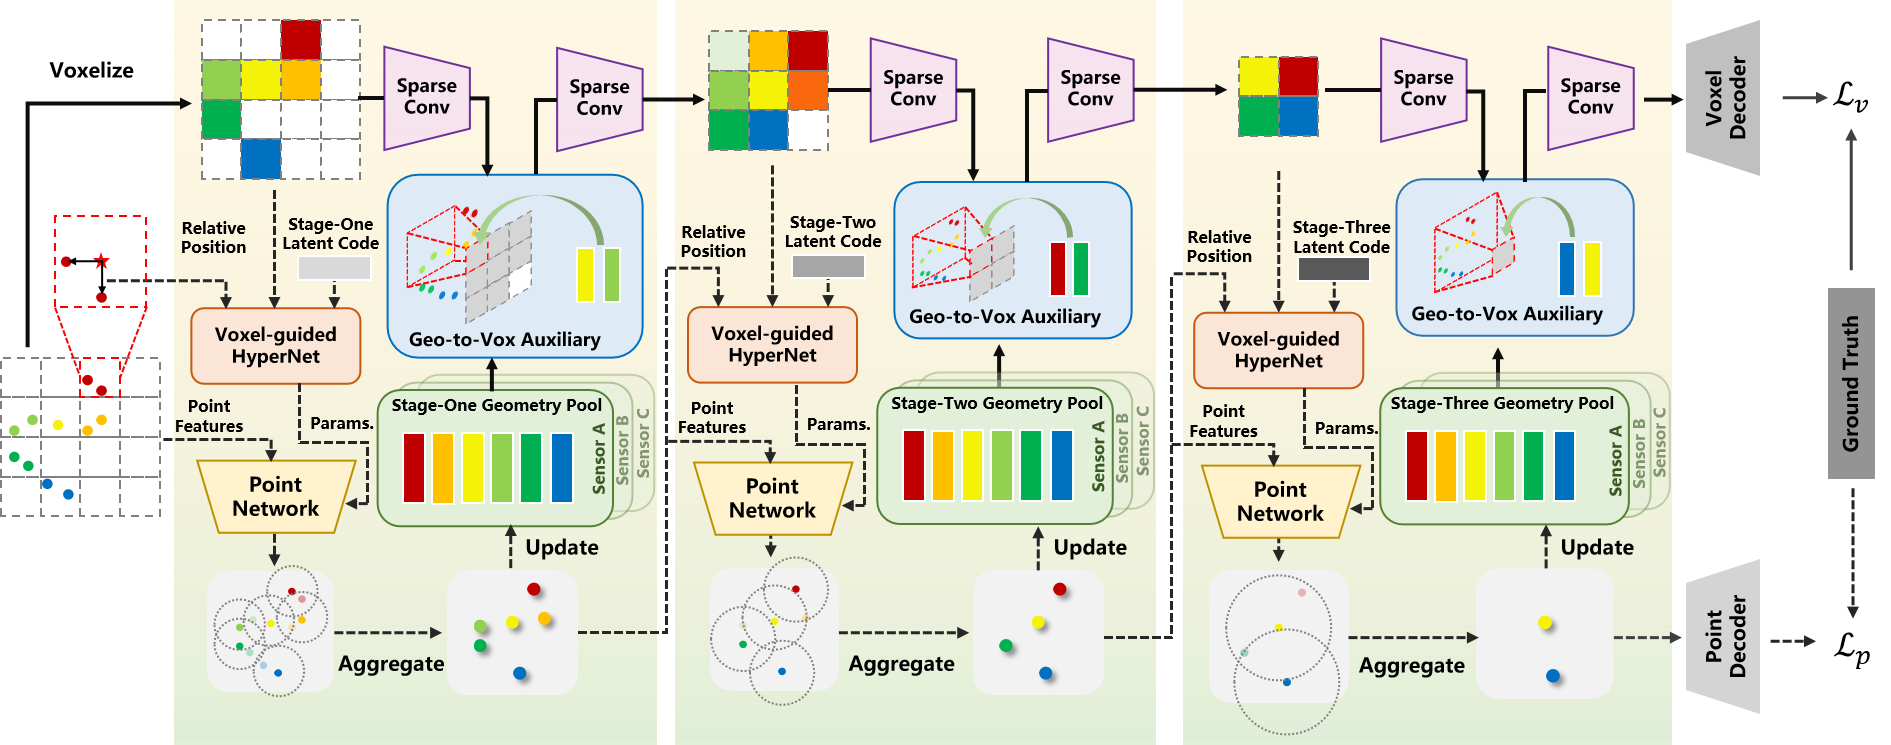 Voxelize
Relative
Position
Stage-One
Latent Code
Sparse
Conv
Sparse
Conv
Voxel-guided
HyperNet
Geo-to-Vox Auxiliary
Point
Features
Params.
Point
Network
Stage-One Geometry Pool
Sensor A
Sensor B
Sensor C
Update
Aggregate
Relative
Position
Stage-Two
Latent Code
Sparse
Conv
Sparse
Conv
Voxel-guided
HyperNet
Geo-to-Vox Auxiliary
Point
Features
Params.
Point
Network
Stage-Two Geometry Pool
Sensor A
Sensor B
Sensor C
Update
Aggregate
Relative
Position
Stage-Three
Latent Code
Sparse
Conv
Sparse
Conv
Voxel-guided
HyperNet
Geo-to-Vox Auxiliary
Point
Features
Params.
Point
Network
Stage-Three Geometry Pool
Sensor A
Sensor B
Sensor C
Update
Aggregate
Voxel
Decoder
ℒᵥ
Ground Truth
Point
Decoder
ℒₚ